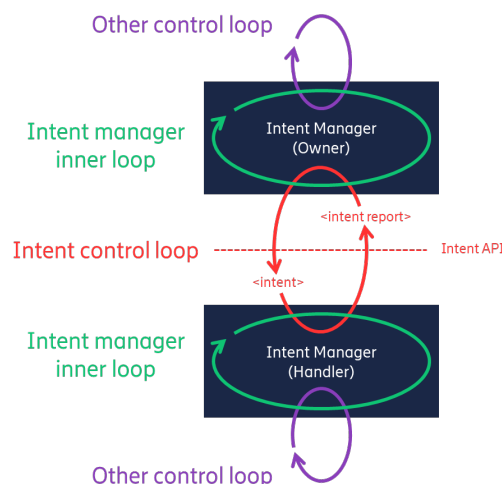 Other control loop
Intent manager
inner loop
Intent Manager
(Owner)
<intent report>
Intent control loop
Intent API
<intent>
Intent manager
inner loop
Intent Manager
(Handler)
Other control loop